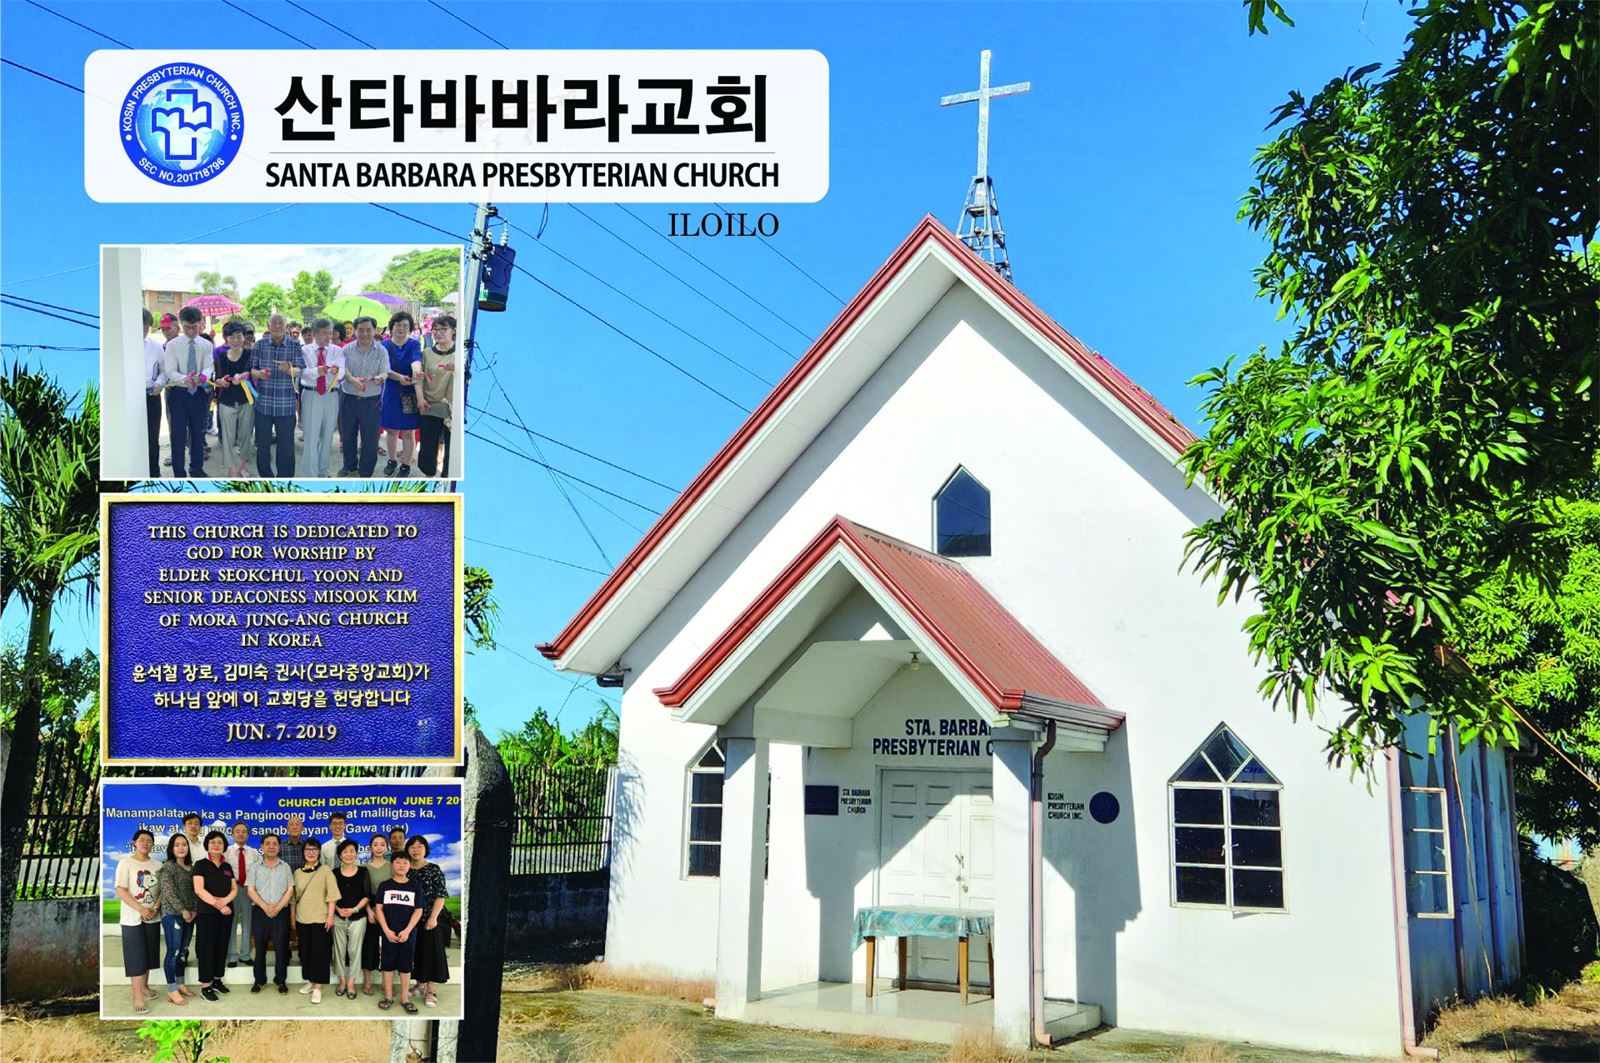 KOSIN PRESBYTERIAN CHURCH INC.
SEC NO.201718796
산타바바라교회
SANTA BARBARA PRESBYTERIAN CHURCH
ILOILO
THIS CHURCH IS DEDICATED TO
GOD FOR WORSHIP BY
ELDER SEOKCHUL YOON AND
SENIOR DEACONESS MISOOK KIM
OF MORA JUNG-ANG CHURCH
IN KOREA
윤석철 장로, 김미숙 권사(모라중앙교회)가
하나님 앞에 이 교회당을 헌당합니다
JUN. 7. 2019
CHURCH DEDICATION JUNE 7 20
"Manampalataya ka sa Panginoong Jesus at maliligtas ka,
ikaw at
Gawa 16:31)
FILA
STA. BARBA
PRESBYTERIAN C
STA. BARBARA
PRESBYTERIAN
CHURCH
KOSIN
PRESBYTERIAN
CHURCH INC.